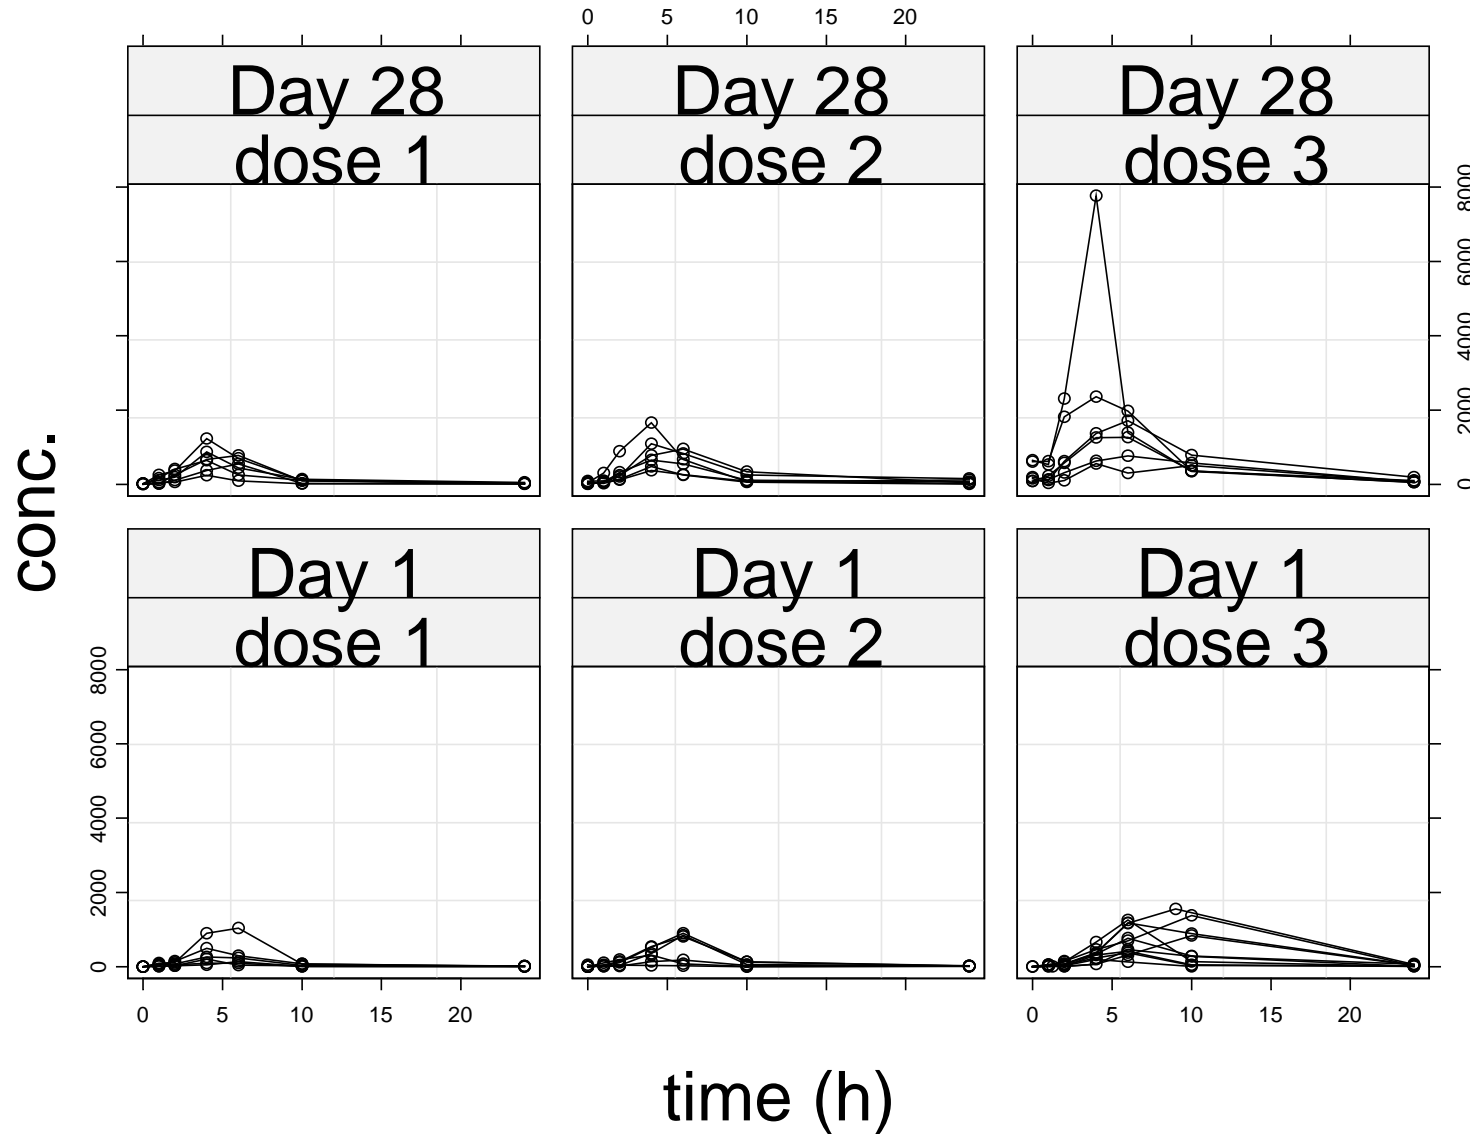 0 5 10 15 20
Day 28 Day 28 Day 28
dose 1 dose 2 dose 3
8000
6000
4000
2000
0
conc.
Day 1 Day 1 Day 1
dose 1 dose 2 dose 3
8000
6000
4000
2000
0
0 5 10 15 20 0 5 10 15 20
time (h)